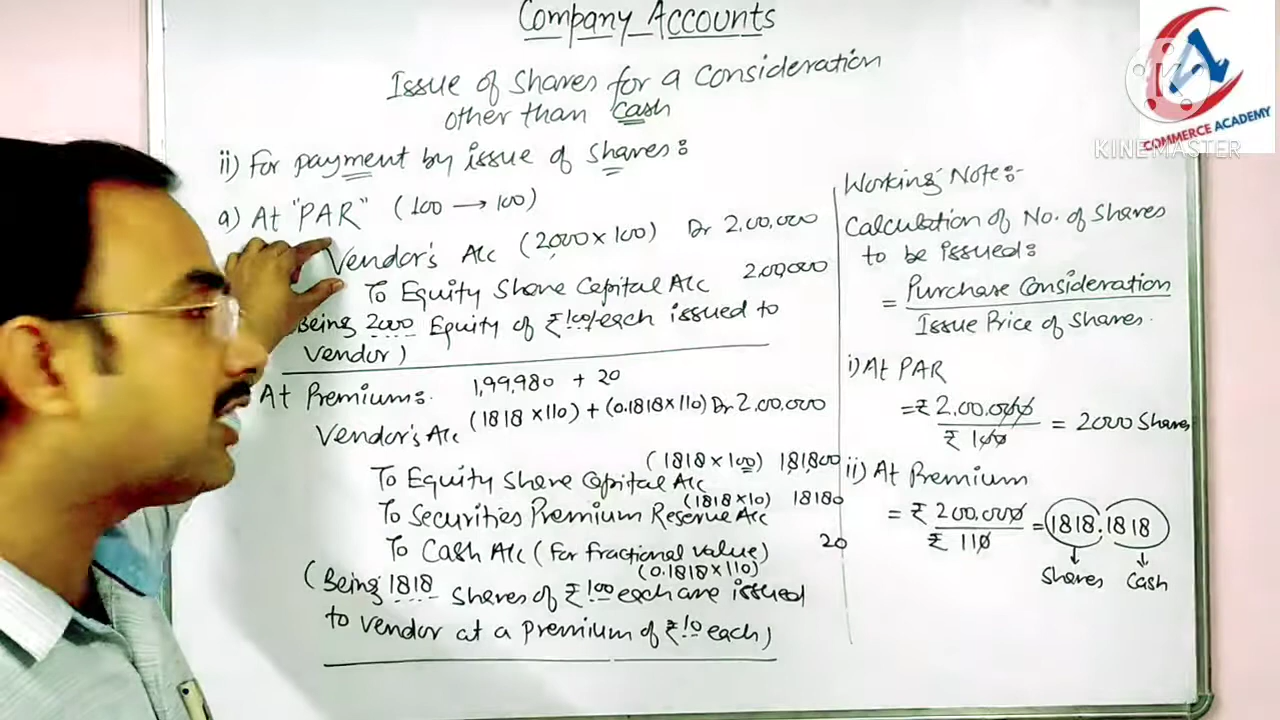 Company Accounts
Issue of Shares for a Consideration
other than cash
ii) For payment by issue of shares:
a) At "PAR" (100 → 100)
Vendor's A/c (2,000 x 100) Dr 2,00,000
To Equity Share Capital A/c 2,00,000
Being 2000 Equity of ₹100/- each issued to
vendor)
At Premium: 1,99,980 + 20
Vendor's A/c (1818 x 110) + (0.1818 x 110) Dr 2,00,000
To Equity Share Capital A/c (1818 x 100) 1,81,800
To Securities Premium Reserve A/c (1818 x 10) 18180
To Cash A/c (For fractional value) 20
(0.1818 x 110)
(Being 1818 shares of ₹100 each are issued
to vendor at a premium of ₹10 each)
Working Note:-
Calculation of No. of Shares
to be issued:
= Purchase Consideration
Issue Price of Shares.
i) At PAR
= ₹ 2,00,000
₹ 100
= 2000 Shares
ii) At Premium
= ₹ 200,000
₹ 110
= 1818.1818
Shares Cash
COMMERCE ACADEMY
KINEMASTER